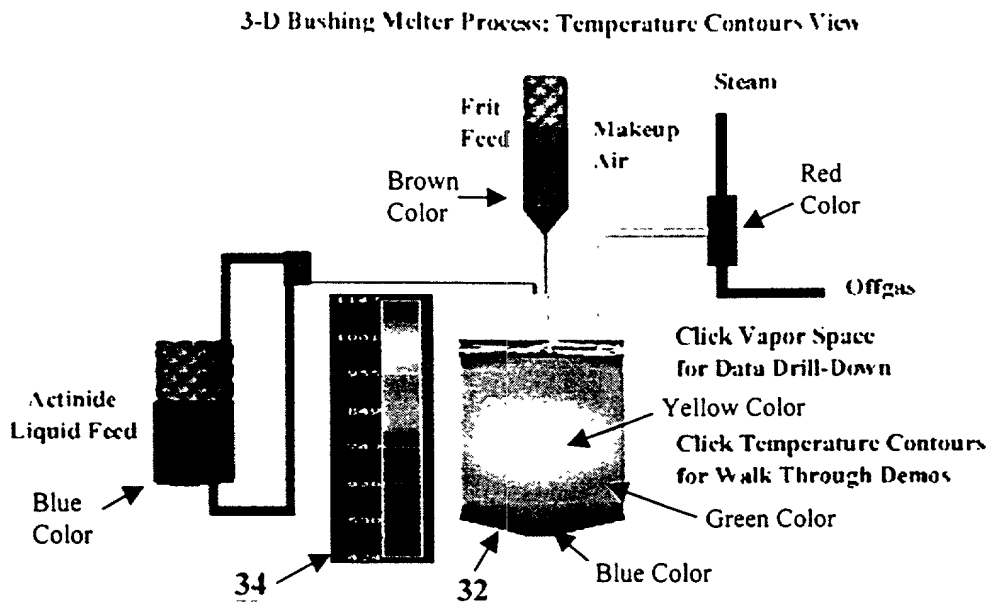 3-D Bushing Melter Process: Temperature Contours View
Steam
Frit
Feed
Makeup
Air
Brown
Color
Red
Color
Offgas
Click Vapor Space
for Data Drill-Down
Actinide
Liquid Feed
Yellow Color
Click Temperature Contours
for Walk Through Demos
Blue
Color
Green Color
34
32
Blue Color